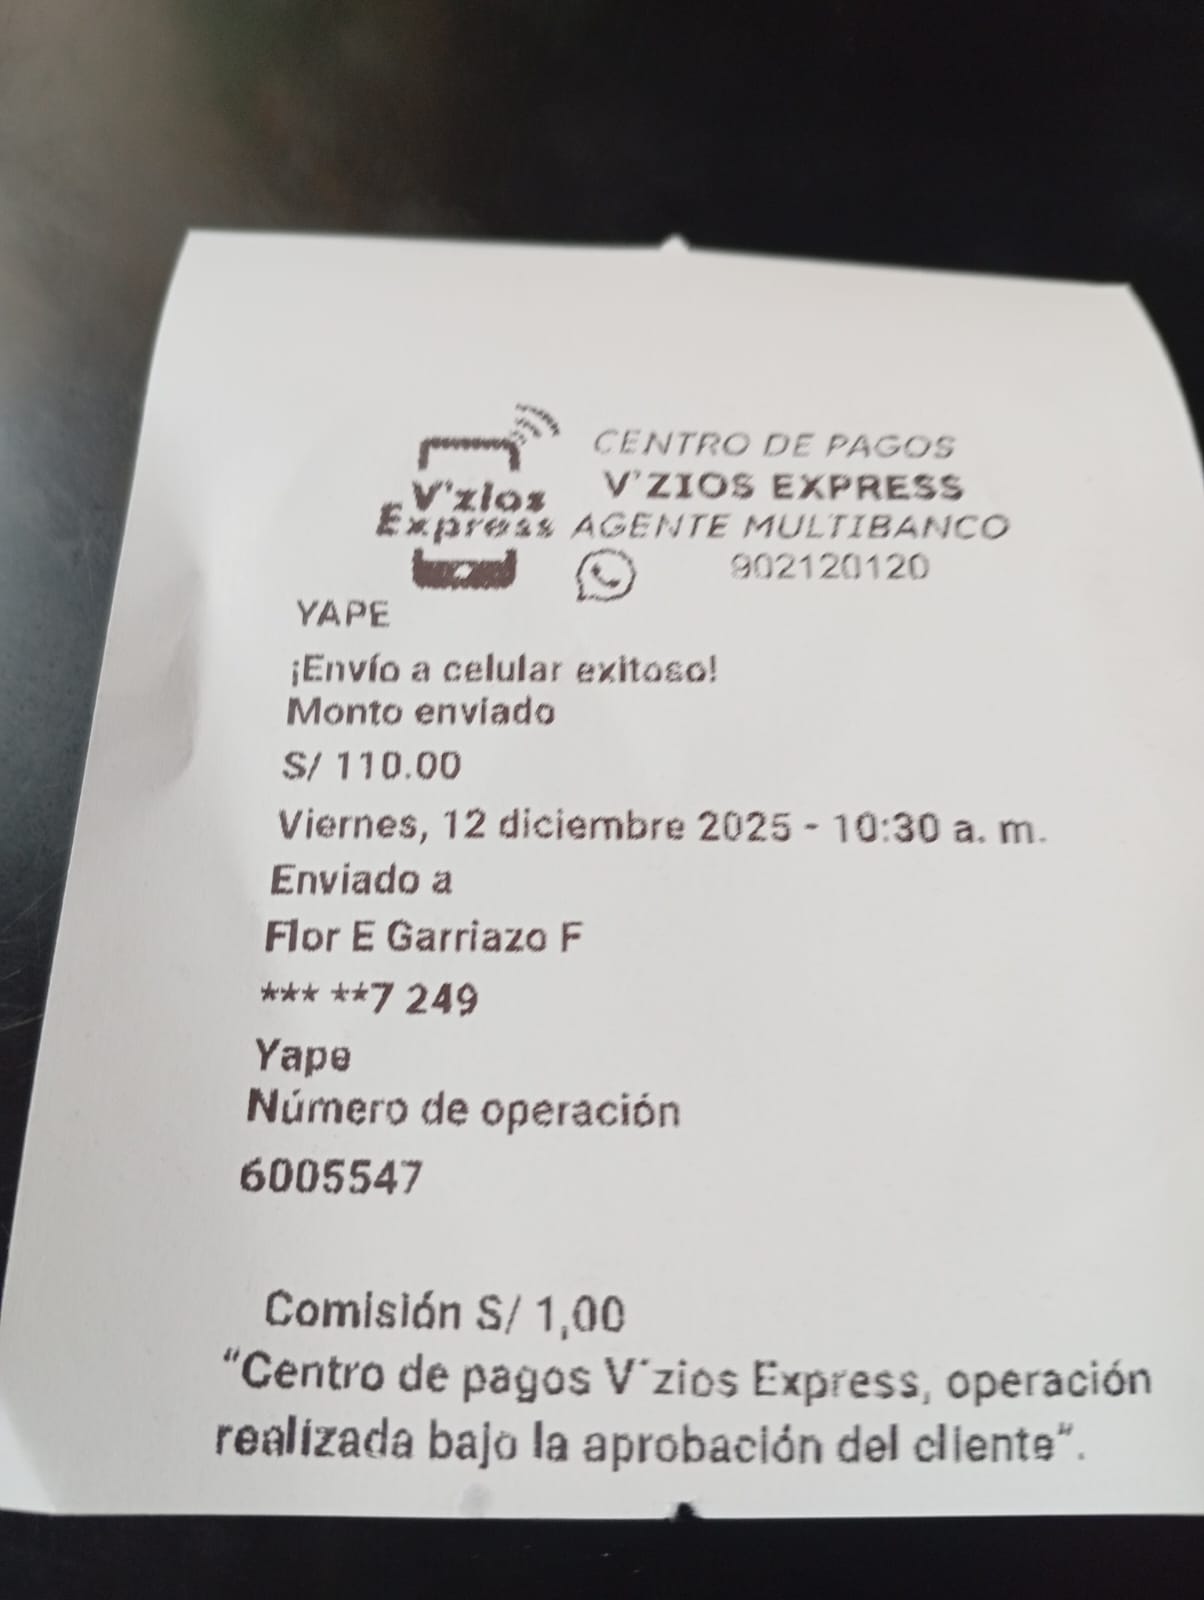 CENTRO DE PAGOS
V'zios V'ZIOS EXPRESS
Express AGENTE MULTIBANCO
902120120
YAPE
¡Envío a celular exitoso!
Monto enviado
S/ 110.00
Viernes, 12 diciembre 2025 - 10:30 a. m.
Enviado a
Flor E Garriazo F
*** **7 249
Yape
Número de operación
6005547
Comisión S/ 1,00
“Centro de pagos V´zios Express, operación
realizada bajo la aprobación del cliente”.